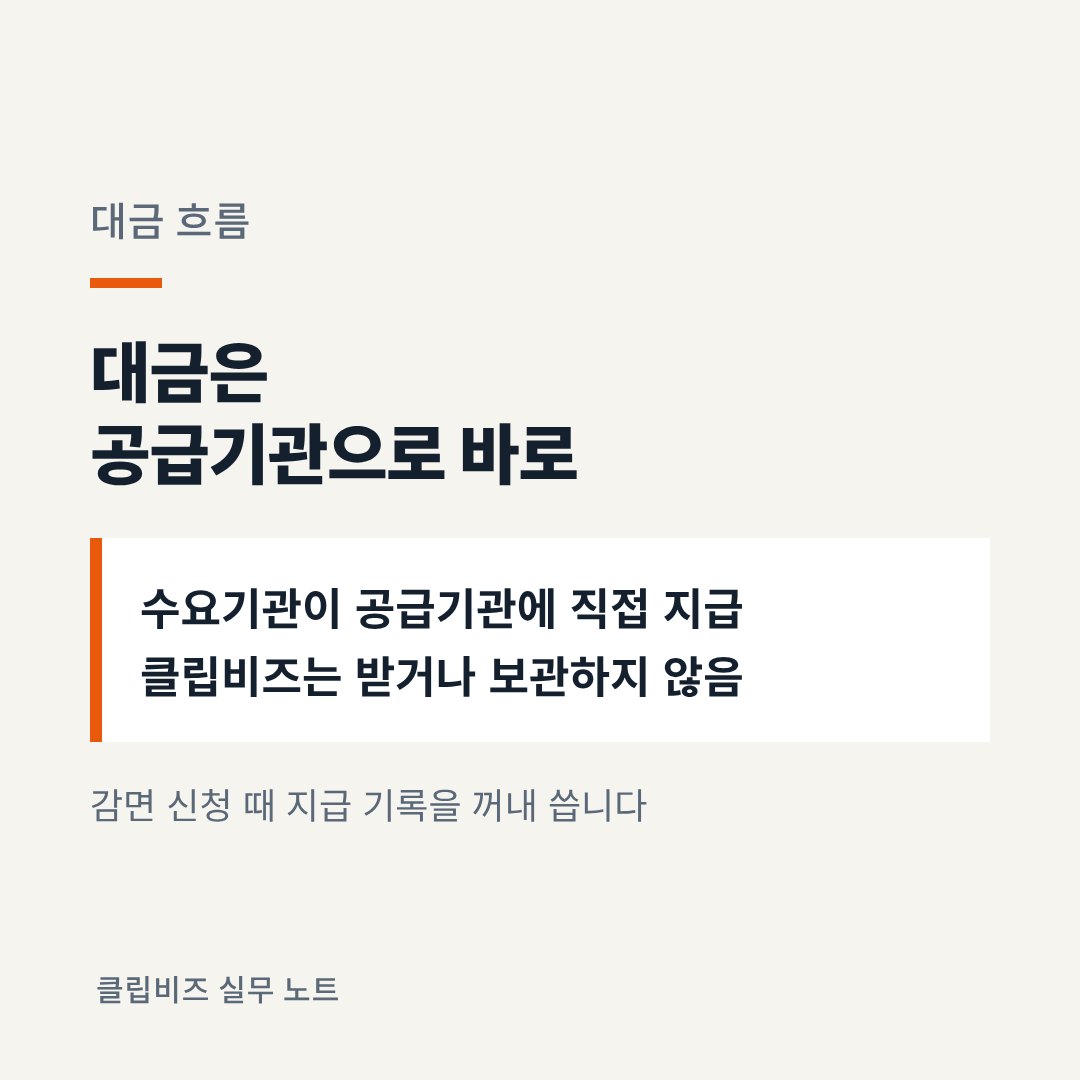 대금 흐름
대금은
공급기관으로 바로
수요기관이 공급기관에 직접 지급
클립비즈는 받거나 보관하지 않음
감면 신청 때 지급 기록을 꺼내 씁니다
클립비즈 실무 노트